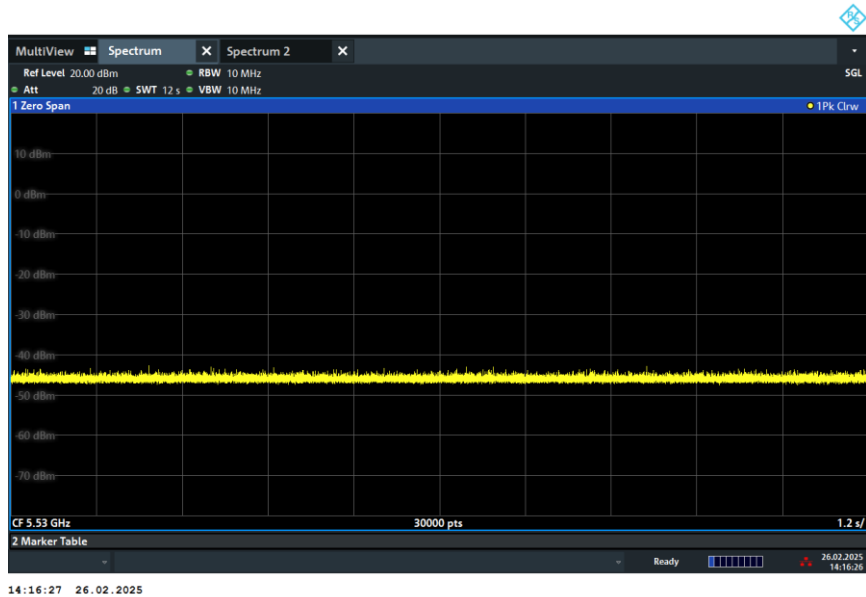 R&S
MultiView Spectrum X Spectrum 2 X
Ref Level 20.00 dBm RBW 10 MHz SGL
Att 20 dB SWT 12 s VBW 10 MHz
1 Zero Span 1Pk Clrw
10 dBm
0 dBm
-10 dBm
-20 dBm
-30 dBm
-40 dBm
-50 dBm
-60 dBm
-70 dBm
CF 5.53 GHz 30000 pts 1.2 s/
2 Marker Table
Ready 26.02.2025
14:16:26
14:16:27 26.02.2025